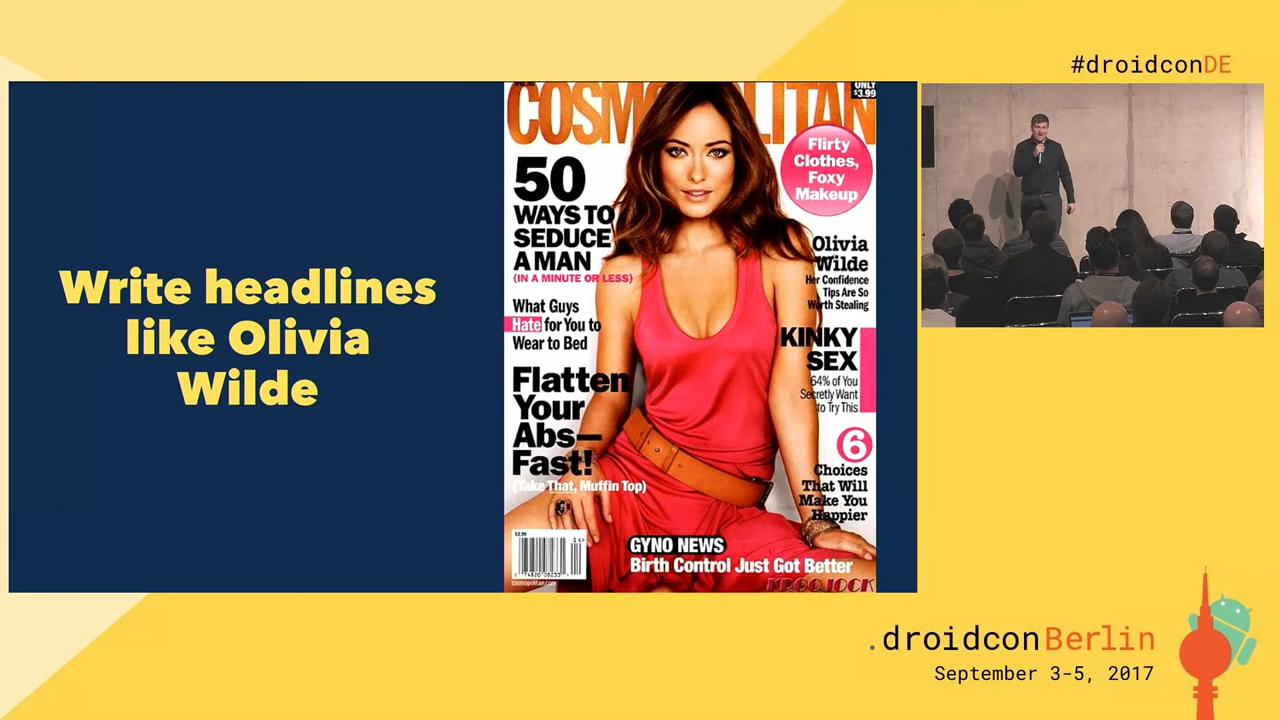 #droidconDE
Write headlines
like Olivia
Wilde
COSMOPOLITAN
ONLY
$3.99
50
WAYS TO
SEDUCE
A MAN
(IN A MINUTE OR LESS)
What Guys
Hate for You to
Wear to Bed
Flatten
Your
Abs—
Fast!
(Take That, Muffin Top)
Flirty
Clothes,
Foxy
Makeup
Olivia
Wilde
Her Confidence
Tips Are So
Worth Stealing
KINKY
SEX
64% of You
Secretly Want
to Try This
6
Choices
That Will
Make You
Happier
GYNO NEWS
Birth Control Just Got Better
$3.99
cosmopolitan.com
.droidconBerlin
September 3-5, 2017